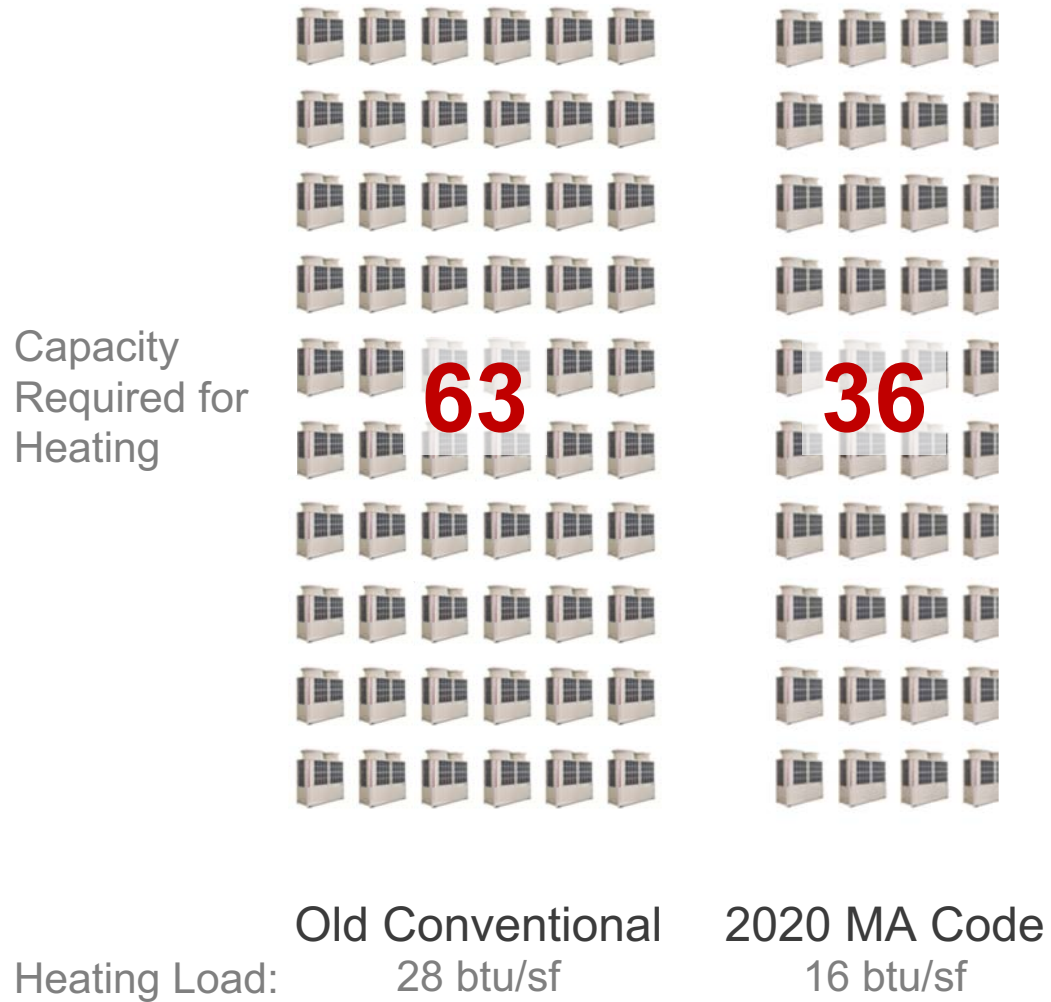 Capacity
Required for
Heating
63
36
Old Conventional
2020 MA Code
Heating Load:
28 btu/sf
16 btu/sf